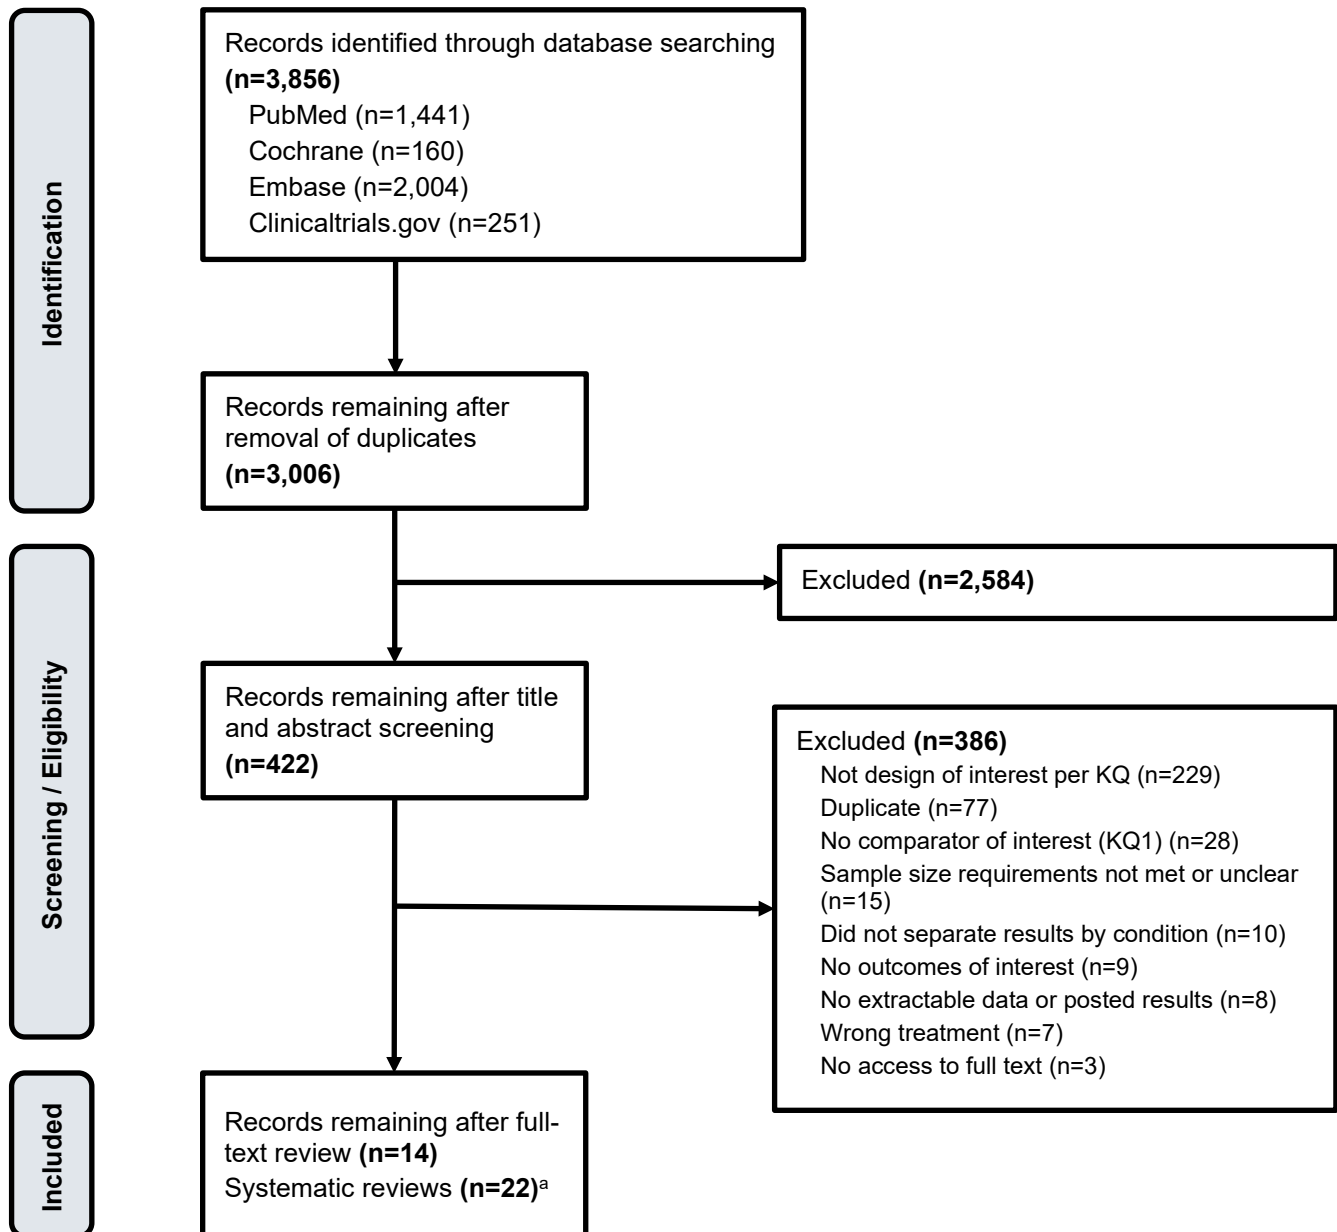 Identification
Records identified through database searching
(n=3,856)
PubMed (n=1,441)
Cochrane (n=160)
Embase (n=2,004)
Clinicaltrials.gov (n=251)
Records remaining after
removal of duplicates
(n=3,006)
Screening / Eligibility
Excluded (n=2,584)
Records remaining after title
and abstract screening
(n=422)
Excluded (n=386)
Not design of interest per KQ (n=229)
Duplicate (n=77)
No comparator of interest (KQ1) (n=28)
Sample size requirements not met or unclear
(n=15)
Did not separate results by condition (n=10)
No outcomes of interest (n=9)
No extractable data or posted results (n=8)
Wrong treatment (n=7)
No access to full text (n=3)
Included
Records remaining after full-
text review (n=14)
Systematic reviews (n=22)ᵃ